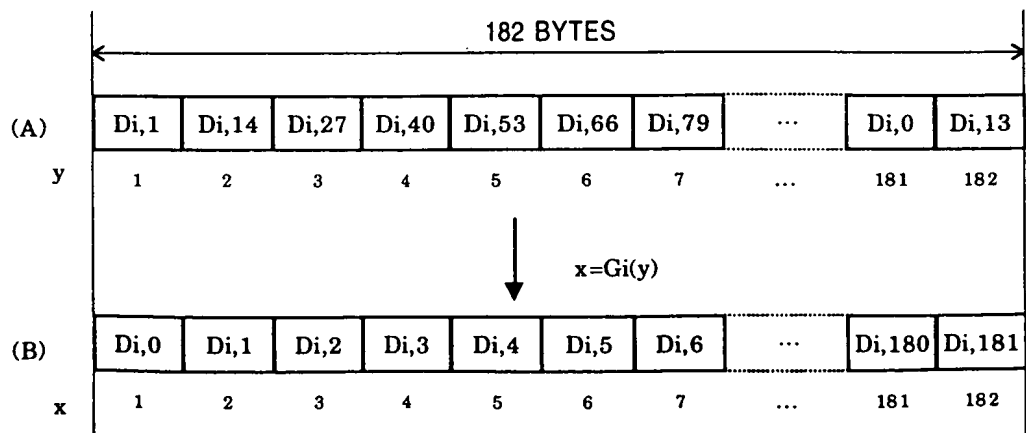 182 BYTES
(A) Di,1 Di,14 Di,27 Di,40 Di,53 Di,66 Di,79 ... Di,0 Di,13
y 1 2 3 4 5 6 7 ... 181 182
x=Gi(y)
(B) Di,0 Di,1 Di,2 Di,3 Di,4 Di,5 Di,6 ... Di,180 Di,181
x 1 2 3 4 5 6 7 ... 181 182